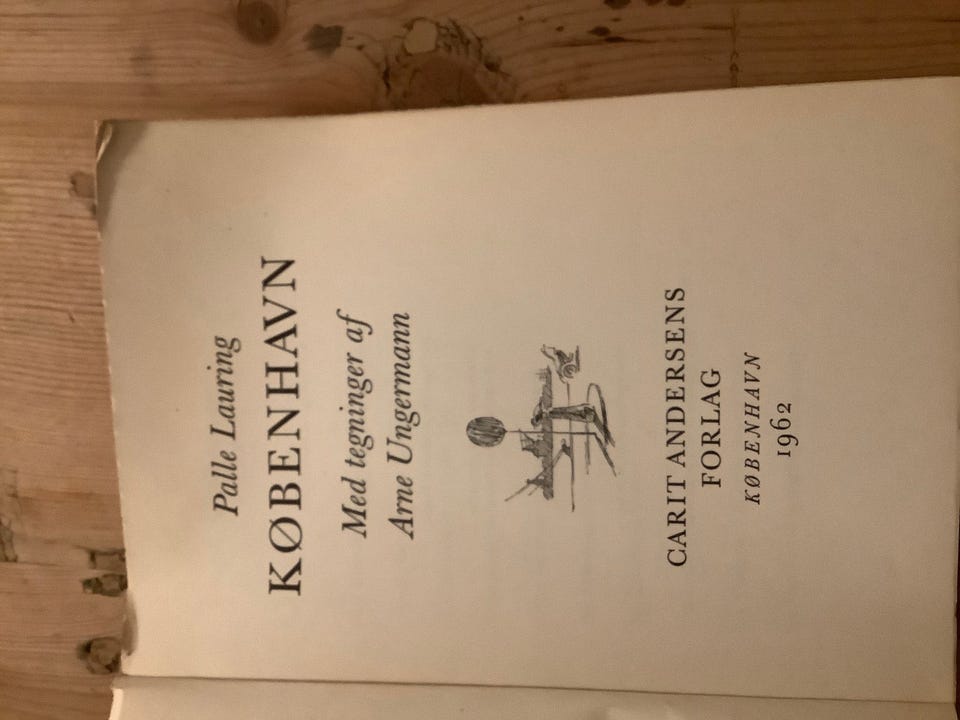 Palle Lauring
KØBENHAVN
Med tegninger af
Arne Ungermann
CARIT ANDERSENS
FORLAG
KØBENHAVN
1962